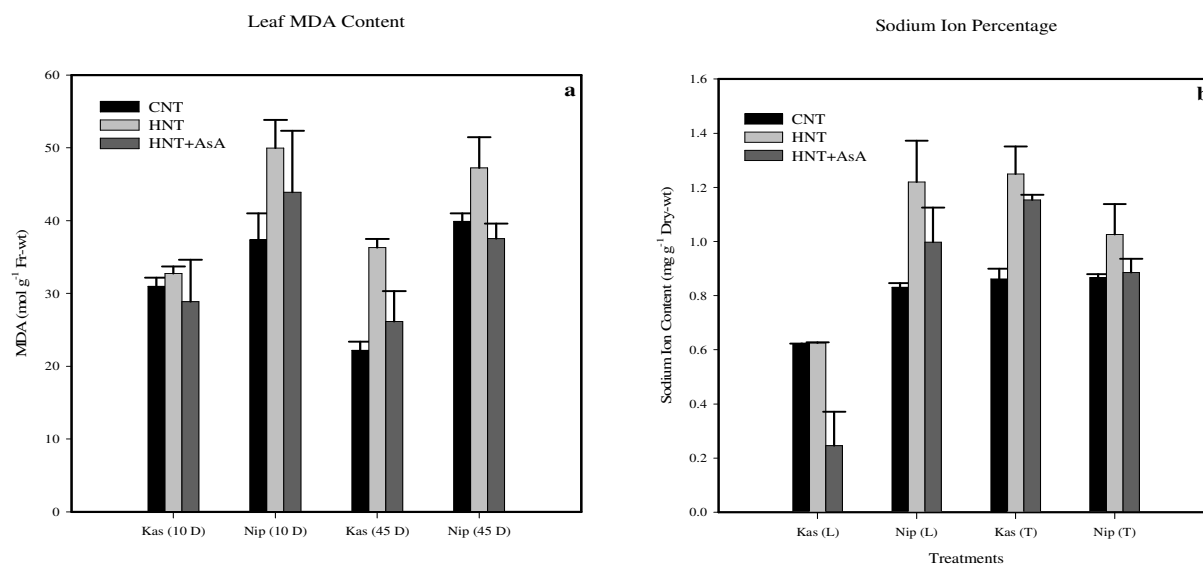 Leaf MDA Content
60
50
40
30
20
10
0
MDA (mol g⁻¹ Fr-wt)
CNT
HNT
HNT+AsA
a
Kas (10 D) Nip (10 D) Kas (45 D) Nip (45 D)
Sodium Ion Percentage
1.6
1.4
1.2
1.0
0.8
0.6
0.4
0.2
0.0
Sodium Ion Content (mg g⁻¹ Dry-wt)
CNT
HNT
HNT+AsA
b
Kas (L) Nip (L) Kas (T) Nip (T)
Treatments